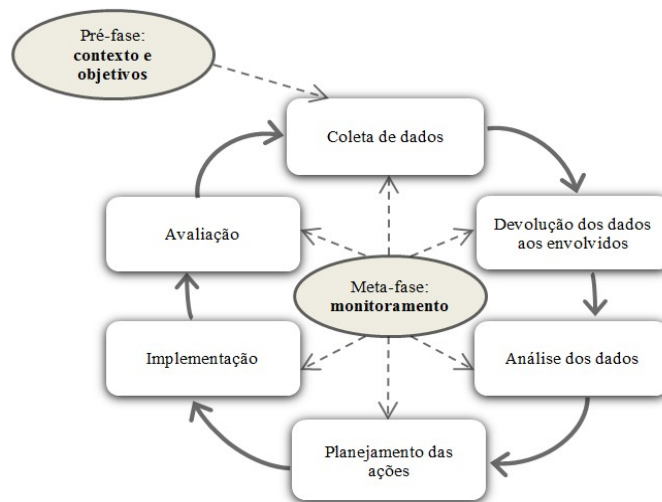 Pré-fase:
contexto e
objetivos
Coleta de dados
Avaliação
Devolução dos dados
aos envolvidos
Meta-fase:
monitoramento
Implementação
Análise dos dados
Planejamento das
ações